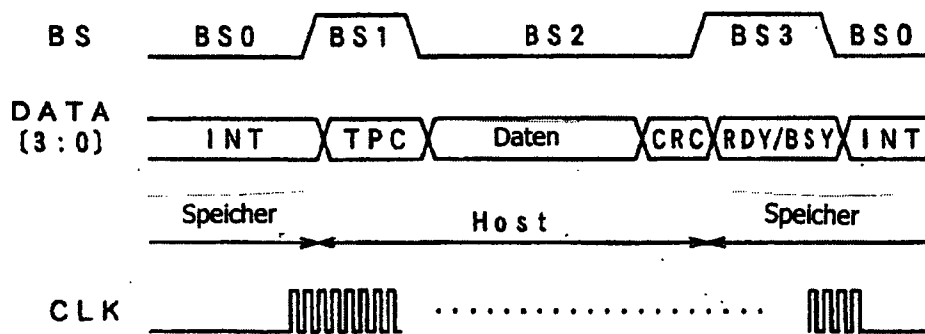 BS BS0 BS1 BS2 BS3 BS0
DATA
[3:0] INT TPC Daten CRC RDY/BSY INT
Speicher Host Speicher
CLK